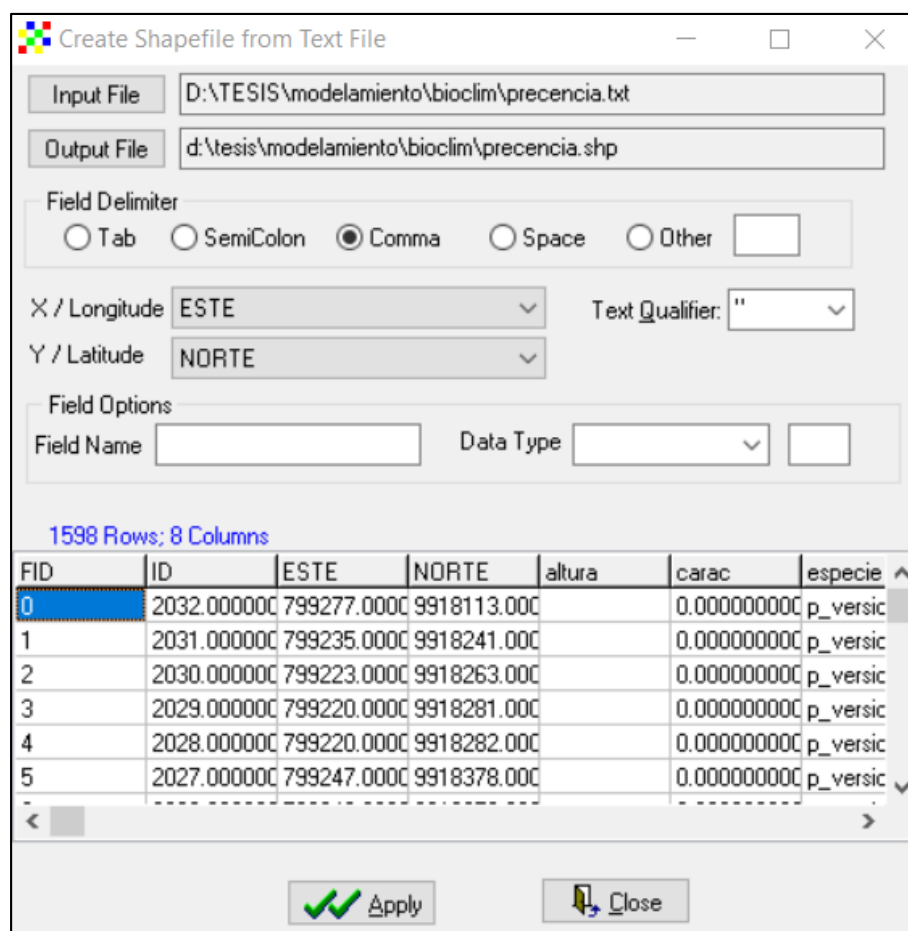 Create Shapefile from Text File
Input File D:\TESIS\modelamiento\bioclim\precencia.txt
Output File d:\tesis\modelamiento\bioclim\precencia.shp
Field Delimiter
Tab SemiColon Comma Space Other
X / Longitude ESTE Text Qualifier: "
Y / Latitude NORTE
Field Options
Field Name Data Type
1598 Rows; 8 Columns
FID ID ESTE NORTE altura carac especie
0 2032.000000 799277.0000 9918113.000 0.000000000 p_versic
1 2031.000000 799235.0000 9918241.000 0.000000000 p_versic
2 2030.000000 799223.0000 9918263.000 0.000000000 p_versic
3 2029.000000 799220.0000 9918281.000 0.000000000 p_versic
4 2028.000000 799220.0000 9918282.000 0.000000000 p_versic
5 2027.000000 799247.0000 9918378.000 0.000000000 p_versic
Apply Close